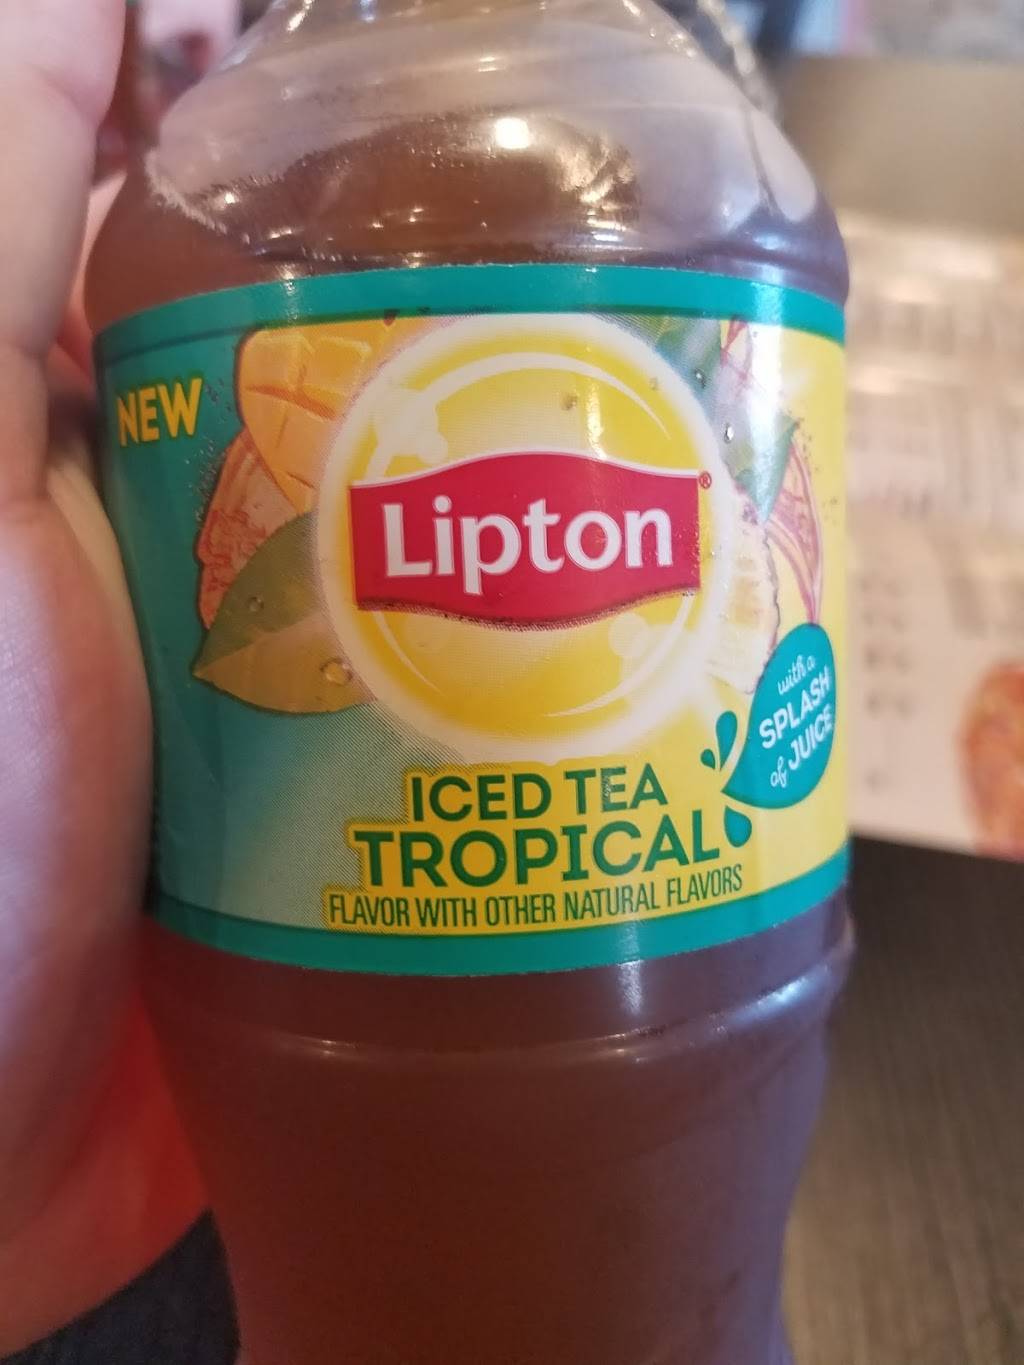 NEW
Lipton®
with a
SPLASH
of JUICE
ICED TEA
TROPICAL
FLAVOR WITH OTHER NATURAL FLAVORS